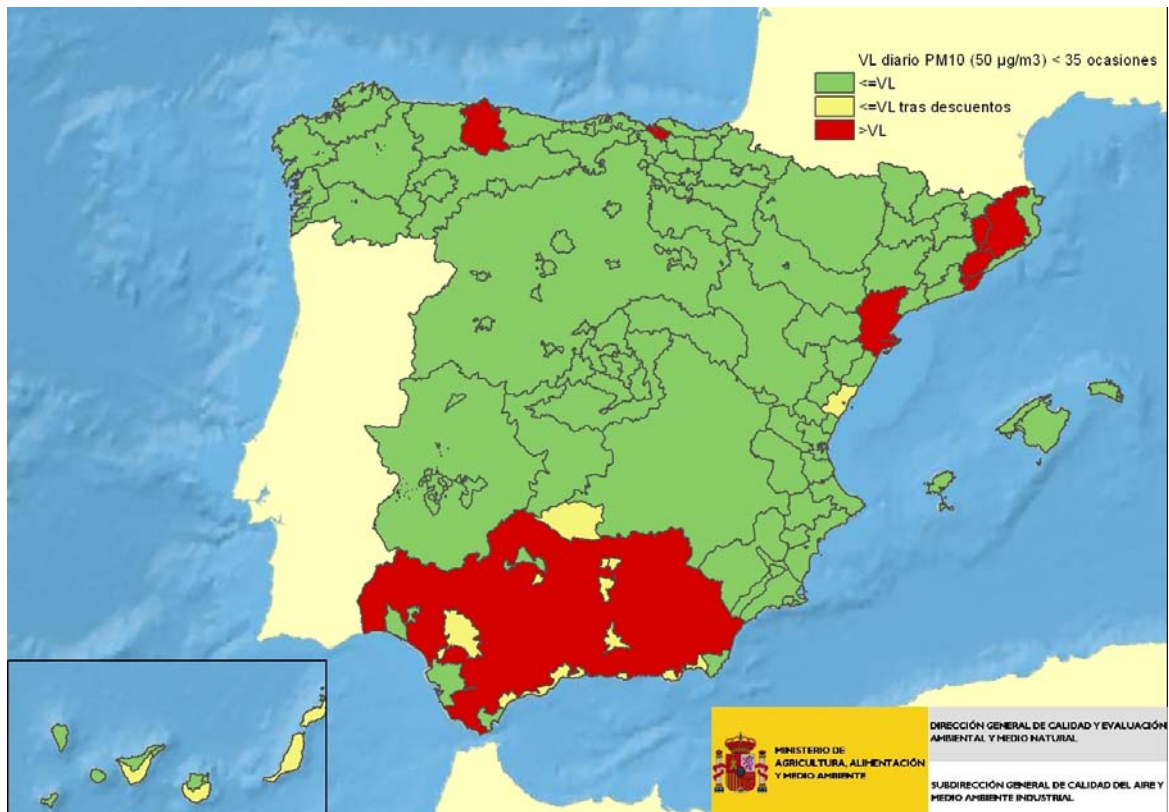 VL diario PM10 (50 µg/m3) < 35 ocasiones
<=VL
<=VL tras descuentos
>VL
MINISTERIO DE
AGRICULTURA, ALIMENTACIÓN
Y MEDIO AMBIENTE
DIRECCIÓN GENERAL DE CALIDAD Y EVALUACIÓN
AMBIENTAL Y MEDIO NATURAL
SUBDIRECCIÓN GENERAL DE CALIDAD DEL AIRE Y
MEDIO AMBIENTE INDUSTRIAL